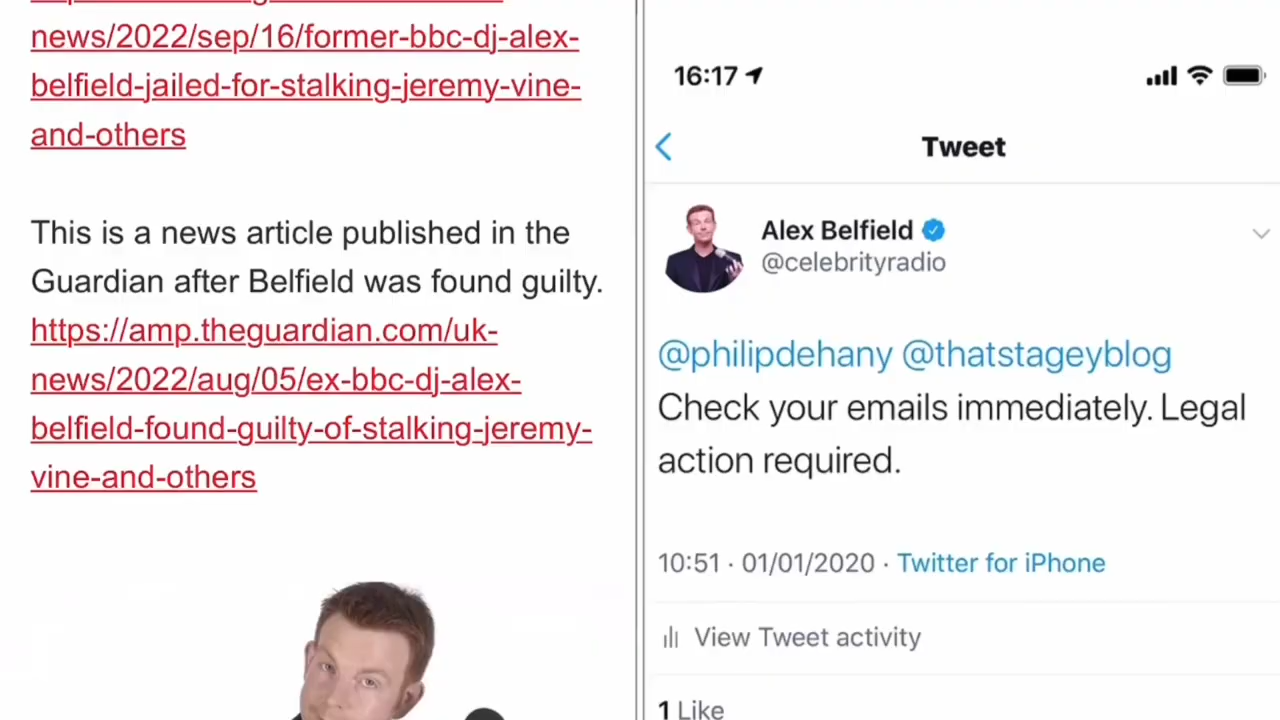 news/2022/sep/16/former-bbc-dj-alex-
belfield-jailed-for-stalking-jeremy-vine-
and-others
This is a news article published in the
Guardian after Belfield was found guilty.
https://amp.theguardian.com/uk-
news/2022/aug/05/ex-bbc-dj-alex-
belfield-found-guilty-of-stalking-jeremy-
vine-and-others
16:17
Tweet
Alex Belfield
@celebrityradio
@philipdehany @thatstageyblog
Check your emails immediately. Legal
action required.
10:51 · 01/01/2020 · Twitter for iPhone
View Tweet activity
1 Like